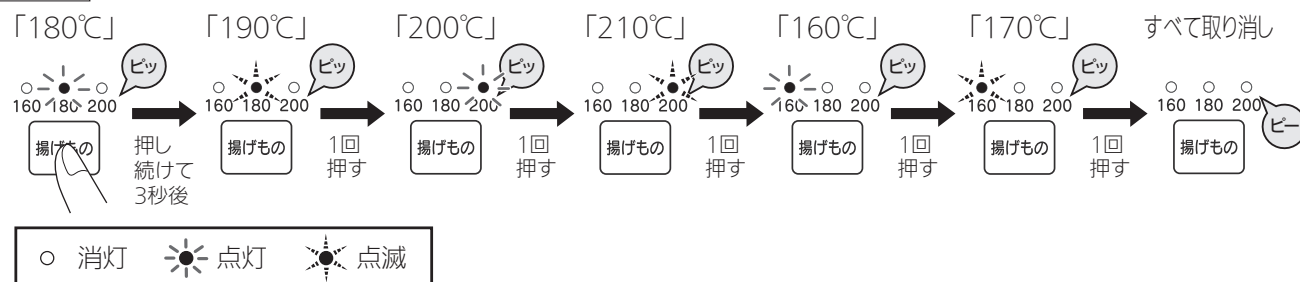 「180℃」
「190℃」
「200℃」
「210℃」
「160℃」
「170℃」
すべて取り消し
ピッ
ピッ
ピッ
ピッ
ピッ
ピッ
ピー
160 180 200
160 180 200
160 180 200
160 180 200
160 180 200
160 180 200
160 180 200
揚げもの
押し
続けて
3秒後
揚げもの
1回
押す
揚げもの
1回
押す
揚げもの
1回
押す
揚げもの
1回
押す
揚げもの
1回
押す
揚げもの
消灯 点灯 点滅